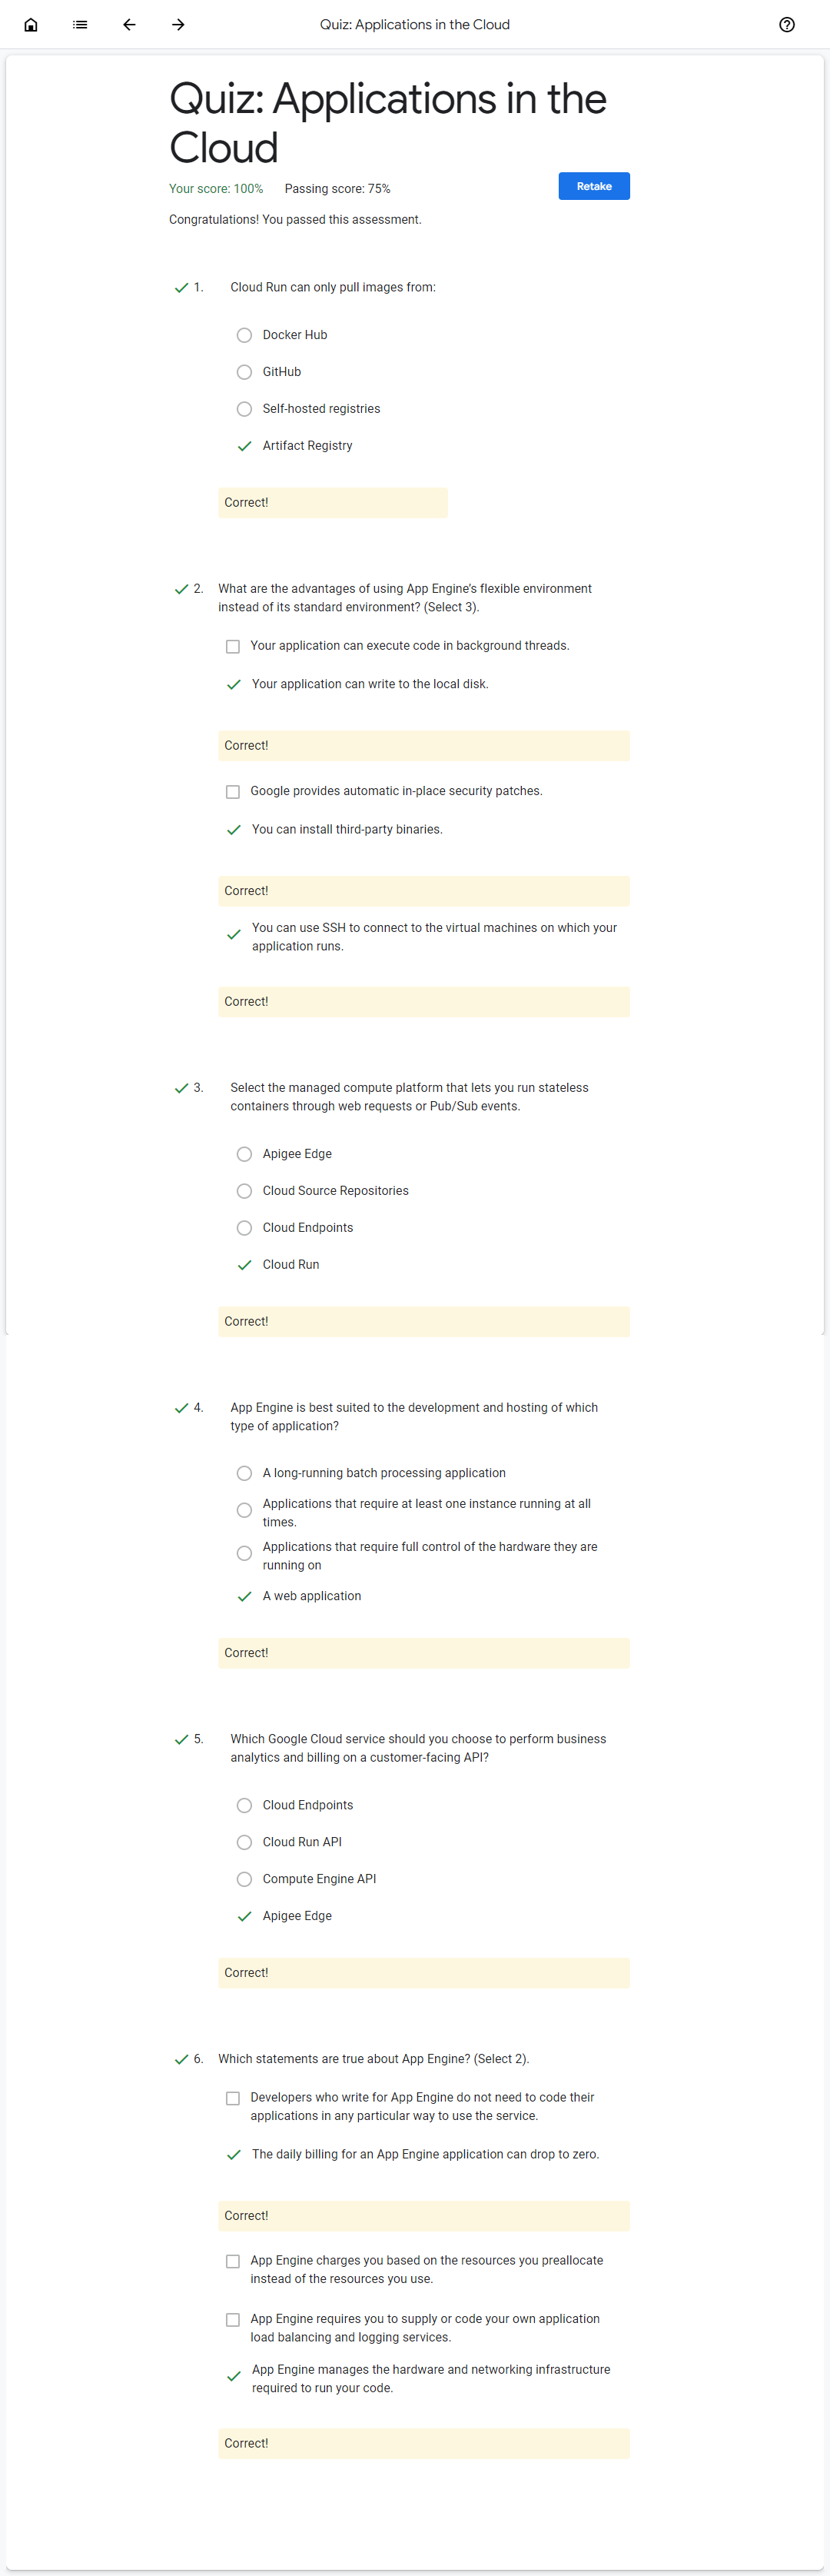 Quiz: Applications in the Cloud
Quiz: Applications in the
Cloud
Your score: 100% Passing score: 75%
Retake
Congratulations! You passed this assessment.
1. Cloud Run can only pull images from:
Docker Hub
GitHub
Self-hosted registries
Artifact Registry
Correct!
2. What are the advantages of using App Engine's flexible environment
instead of its standard environment? (Select 3).
Your application can execute code in background threads.
Your application can write to the local disk.
Correct!
Google provides automatic in-place security patches.
You can install third-party binaries.
Correct!
You can use SSH to connect to the virtual machines on which your
application runs.
Correct!
3. Select the managed compute platform that lets you run stateless
containers through web requests or Pub/Sub events.
Apigee Edge
Cloud Source Repositories
Cloud Endpoints
Cloud Run
Correct!
4. App Engine is best suited to the development and hosting of which
type of application?
A long-running batch processing application
Applications that require at least one instance running at all
times.
Applications that require full control of the hardware they are
running on
A web application
Correct!
5. Which Google Cloud service should you choose to perform business
analytics and billing on a customer-facing API?
Cloud Endpoints
Cloud Run API
Compute Engine API
Apigee Edge
Correct!
6. Which statements are true about App Engine? (Select 2).
Developers who write for App Engine do not need to code their
applications in any particular way to use the service.
The daily billing for an App Engine application can drop to zero.
Correct!
App Engine charges you based on the resources you preallocate
instead of the resources you use.
App Engine requires you to supply or code your own application
load balancing and logging services.
App Engine manages the hardware and networking infrastructure
required to run your code.
Correct!